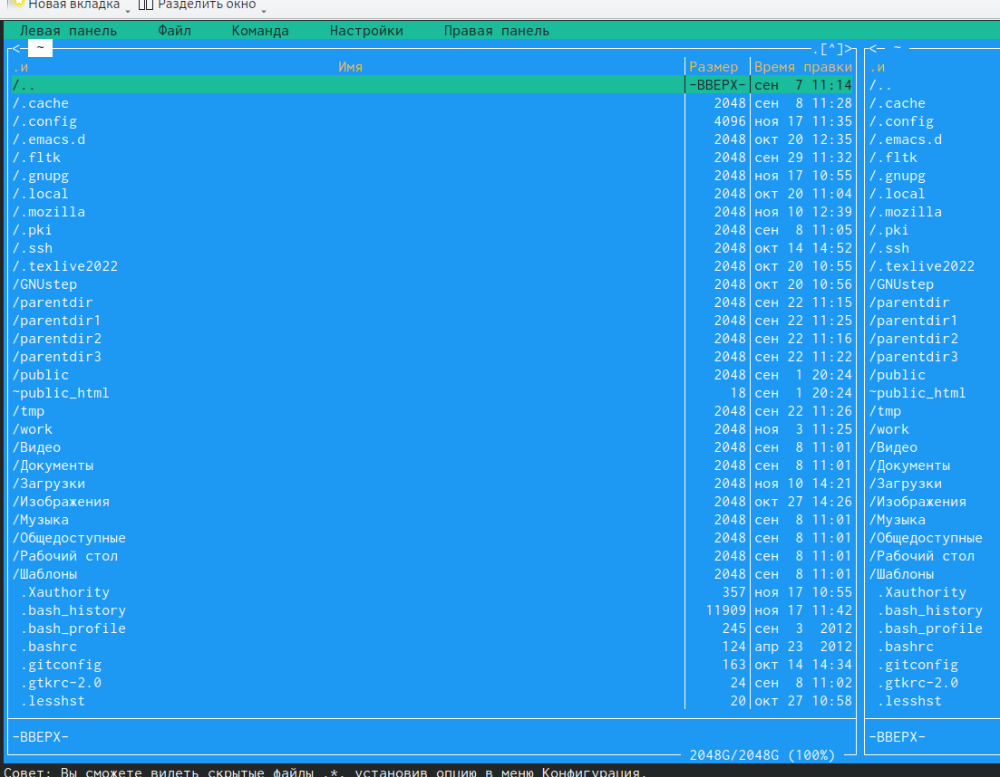 Новая вкладка Разделить окно
Левая панель Файл Команда Настройки Правая панель
<─ ~ .[^]> <─ ~
.и Имя Размер Время правки .и
/.. -ВВЕРХ- сен 7 11:14 /..
/.cache 2048 сен 8 11:28 /.cache
/.config 4096 ноя 17 11:35 /.config
/.emacs.d 2048 окт 20 12:35 /.emacs.d
/.fltk 2048 сен 29 11:32 /.fltk
/.gnupg 2048 ноя 17 10:55 /.gnupg
/.local 2048 окт 20 11:04 /.local
/.mozilla 2048 ноя 10 12:39 /.mozilla
/.pki 2048 сен 8 11:05 /.pki
/.ssh 2048 окт 14 14:52 /.ssh
/.texlive2022 2048 окт 20 10:55 /.texlive2022
/GNUstep 2048 окт 20 10:56 /GNUstep
/parentdir 2048 сен 22 11:15 /parentdir
/parentdir1 2048 сен 22 11:25 /parentdir1
/parentdir2 2048 сен 22 11:16 /parentdir2
/parentdir3 2048 сен 22 11:22 /parentdir3
/public 2048 сен 1 20:24 /public
~public_html 18 сен 1 20:24 ~public_html
/tmp 2048 сен 22 11:26 /tmp
/work 2048 ноя 3 11:25 /work
/Видео 2048 сен 8 11:01 /Видео
/Документы 2048 сен 8 11:01 /Документы
/Загрузки 2048 ноя 10 14:21 /Загрузки
/Изображения 2048 окт 27 14:26 /Изображения
/Музыка 2048 сен 8 11:01 /Музыка
/Общедоступные 2048 сен 8 11:01 /Общедоступные
/Рабочий стол 2048 сен 8 11:01 /Рабочий стол
/Шаблоны 2048 сен 8 11:01 /Шаблоны
.Xauthority 357 ноя 17 10:55 .Xauthority
.bash_history 11909 ноя 17 11:42 .bash_history
.bash_profile 245 сен 3 2012 .bash_profile
.bashrc 124 апр 23 2012 .bashrc
.gitconfig 163 окт 14 14:34 .gitconfig
.gtkrc-2.0 24 сен 8 11:02 .gtkrc-2.0
.lesshst 20 окт 27 10:58 .lesshst
-ВВЕРХ- -ВВЕРХ-
2048G/2048G (100%)
Совет: Вы сможете видеть скрытые файлы .*, установив опцию в меню Конфигурация.